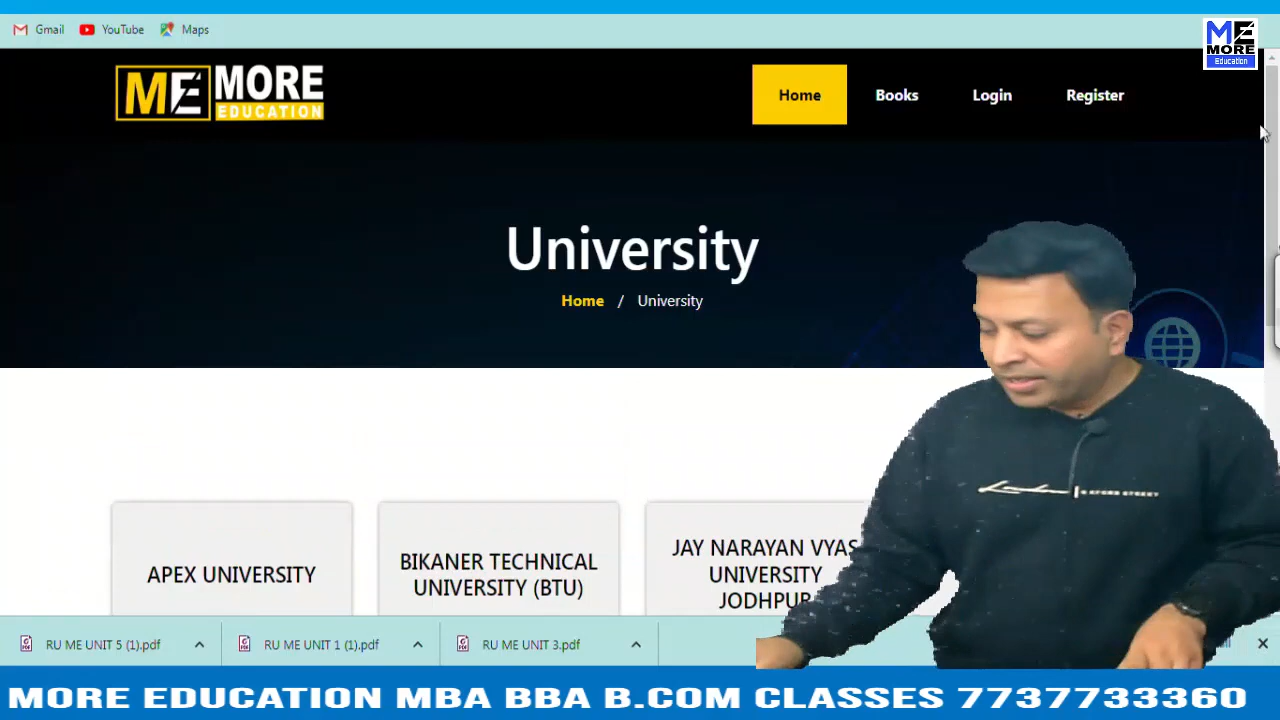 Gmail YouTube Maps
ME
MORE
Education
ME MORE
EDUCATION
Home Books Login Register
University
Home / University
APEX UNIVERSITY
BIKANER TECHNICAL
UNIVERSITY (BTU)
JAY NARAYAN VYAS
UNIVERSITY
JODHPUR
RU ME UNIT 5 (1).pdf RU ME UNIT 1 (1).pdf RU ME UNIT 3.pdf
MORE EDUCATION MBA BBA B.COM CLASSES 7737733360